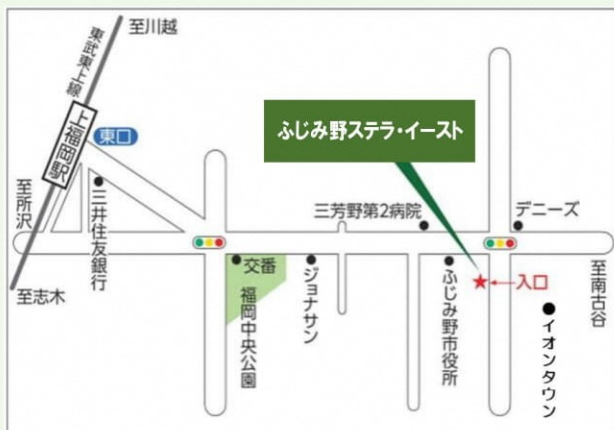 至川越
東武東上線
上福岡駅
東口
ふじみ野ステラ・イースト
至所沢
三井住友銀行
至志木
交番
福岡中央公園
ジョナサン
三芳野第2病院
ふじみ野市役所
デニーズ
入口
イオンタウン
至南古谷